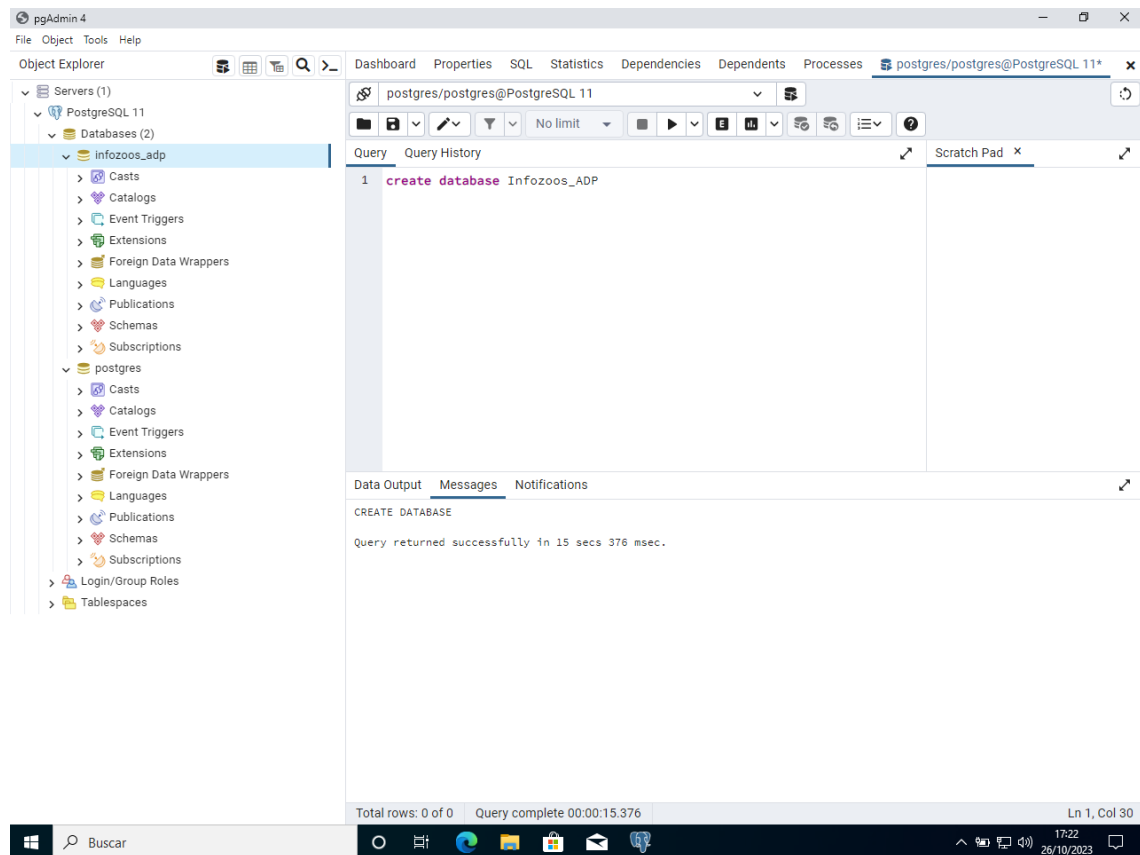 pgAdmin 4
File Object Tools Help
Object Explorer
Dashboard Properties SQL Statistics Dependencies Dependents Processes postgres/postgres@PostgreSQL 11*
Servers (1)
PostgreSQL 11
Databases (2)
infozoos_adp
Casts
Catalogs
Event Triggers
Extensions
Foreign Data Wrappers
Languages
Publications
Schemas
Subscriptions
postgres
Casts
Catalogs
Event Triggers
Extensions
Foreign Data Wrappers
Languages
Publications
Schemas
Subscriptions
Login/Group Roles
Tablespaces
postgres/postgres@PostgreSQL 11
No limit
E
Query Query History
Scratch Pad
1 create database Infozoos_ADP
Data Output Messages Notifications
CREATE DATABASE
Query returned successfully in 15 secs 376 msec.
Total rows: 0 of 0 Query complete 00:00:15.376 Ln 1, Col 30
Buscar
17:22
26/10/2023